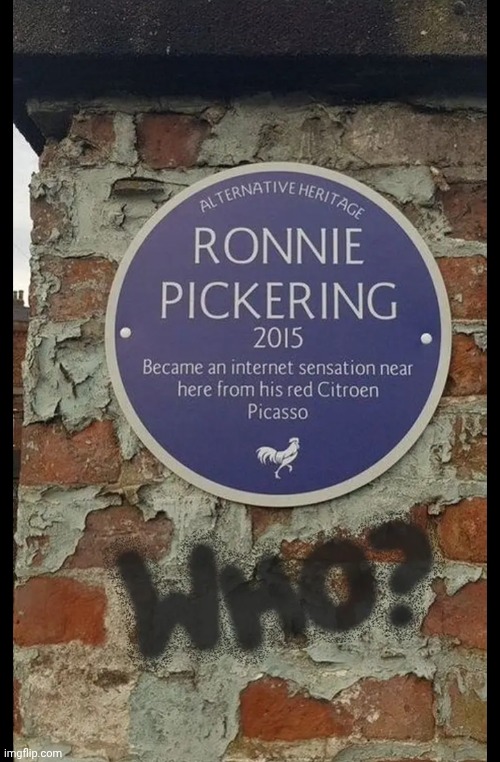 ALTERNATIVE HERITAGE
RONNIE
PICKERING
2015
Became an internet sensation near
here from his red Citroen
Picasso
WHO?
imgflip.com